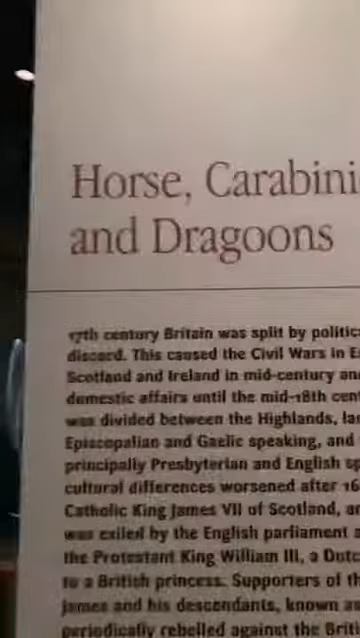 Horse, Carabini
and Dragoons
17th century Britain was split by politic
discord. This caused the Civil Wars in E
Scotland and Ireland in mid-century an
domestic affairs until the mid-18th cent
was divided between the Highlands, la
Episcopalian and Gaelic speaking, and
principally Presbyterian and English sp
cultural differences worsened after 16
Catholic King James VII of Scotland, a
was exiled by the English parliament a
the Protestant King William III, a Dutc
to a British princess. Supporters of th
James and his descendants, known as
periodically rebelled against the Briti